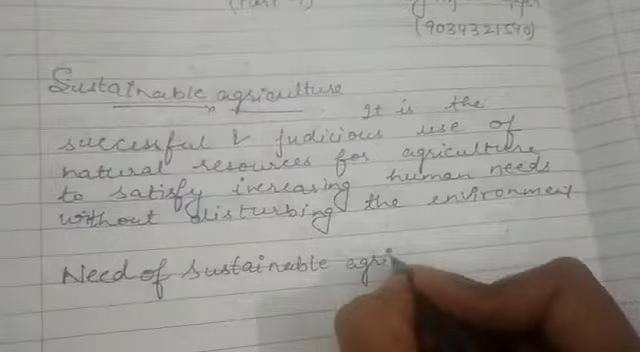 (9034321540)
Sustainable agriculture
It is the
successful & judicious use of
natural resources for agriculture
to satisfy increasing human needs
without disturbing the environment
Need of sustainable agri